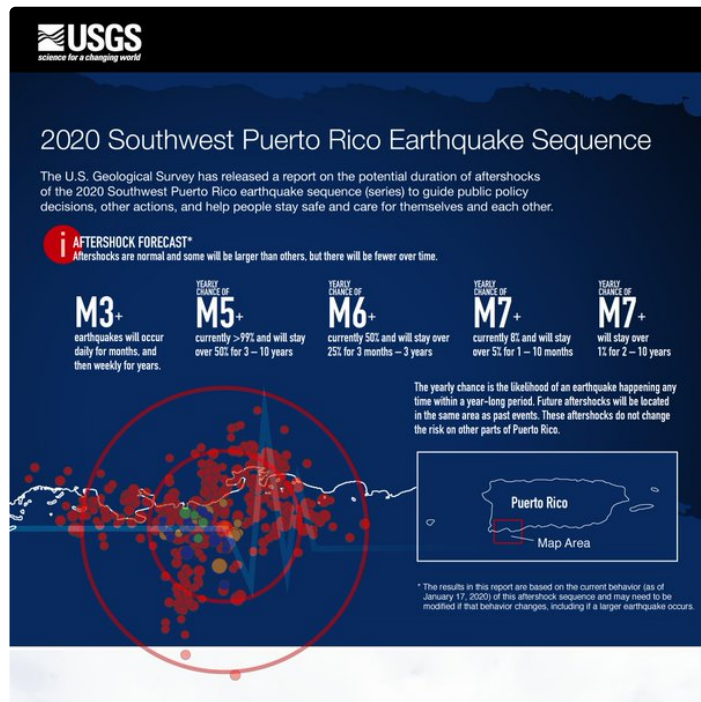 USGS
science for a changing world
2020 Southwest Puerto Rico Earthquake Sequence
The U.S. Geological Survey has released a report on the potential duration of aftershocks
of the 2020 Southwest Puerto Rico earthquake sequence (series) to guide public policy
decisions, other actions, and help people stay safe and care for themselves and each other.
i
AFTERSHOCK FORECAST*
Aftershocks are normal and some will be larger than others, but there will be fewer over time.
M3+
earthquakes will occur
daily for months, and
then weekly for years.
YEARLY
CHANCE OF
M5+
currently >99% and will stay
over 50% for 3 – 10 years
YEARLY
CHANCE OF
M6+
currently 50% and will stay over
25% for 3 months – 3 years
YEARLY
CHANCE OF
M7+
currently 8% and will stay
over 5% for 1 – 10 months
YEARLY
CHANCE OF
M7+
will stay over
1% for 2 – 10 years
The yearly chance is the likelihood of an earthquake happening any
time within a year-long period. Future aftershocks will be located
in the same area as past events. These aftershocks do not change
the risk on other parts of Puerto Rico.
Puerto Rico
Map Area
* The results in this report are based on the current behavior (as of
January 17, 2020) of this aftershock sequence and may need to be
modified if that behavior changes, including if a larger earthquake occurs.